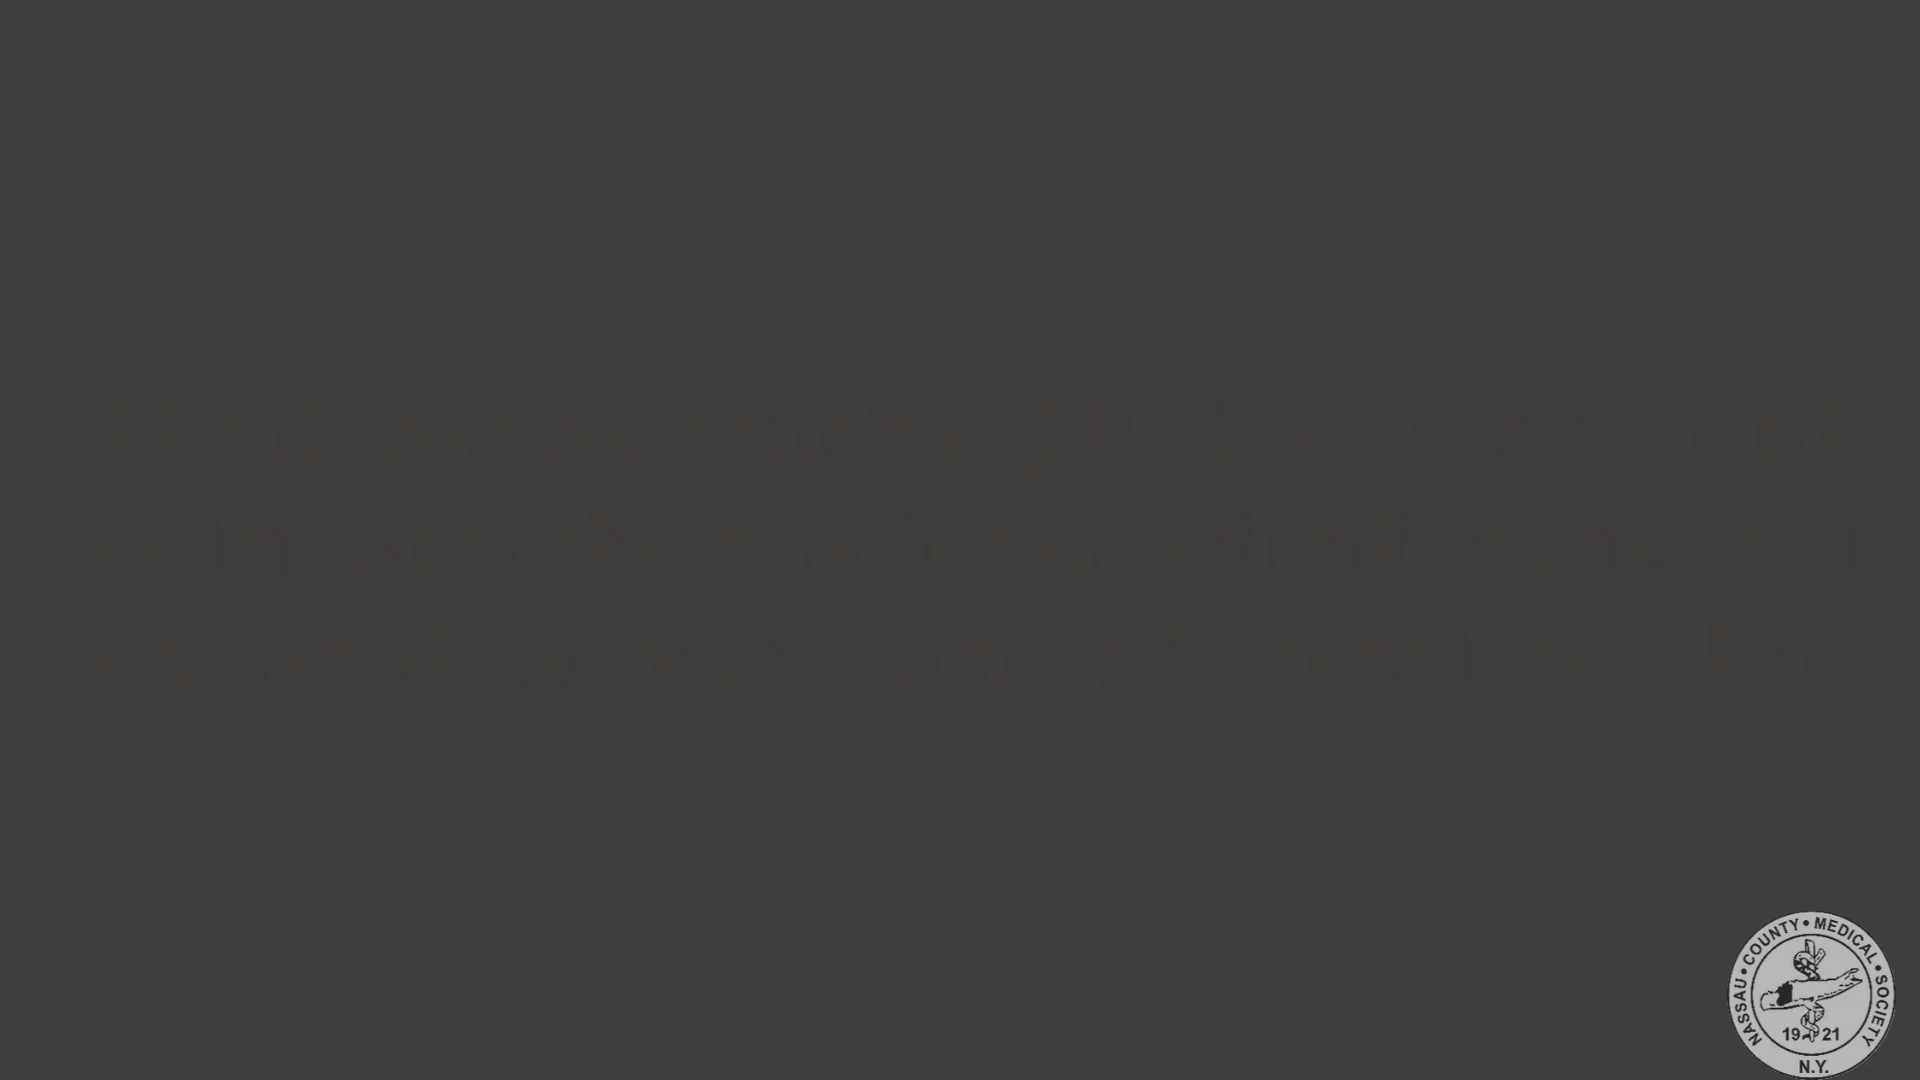 Thank you for watching! Follow us on social
media using the handle @MedicalNassau, and
stay tuned for next month's featured member.
NASSAU • COUNTY • MEDICAL • SOCIETY
19 21
N.Y.